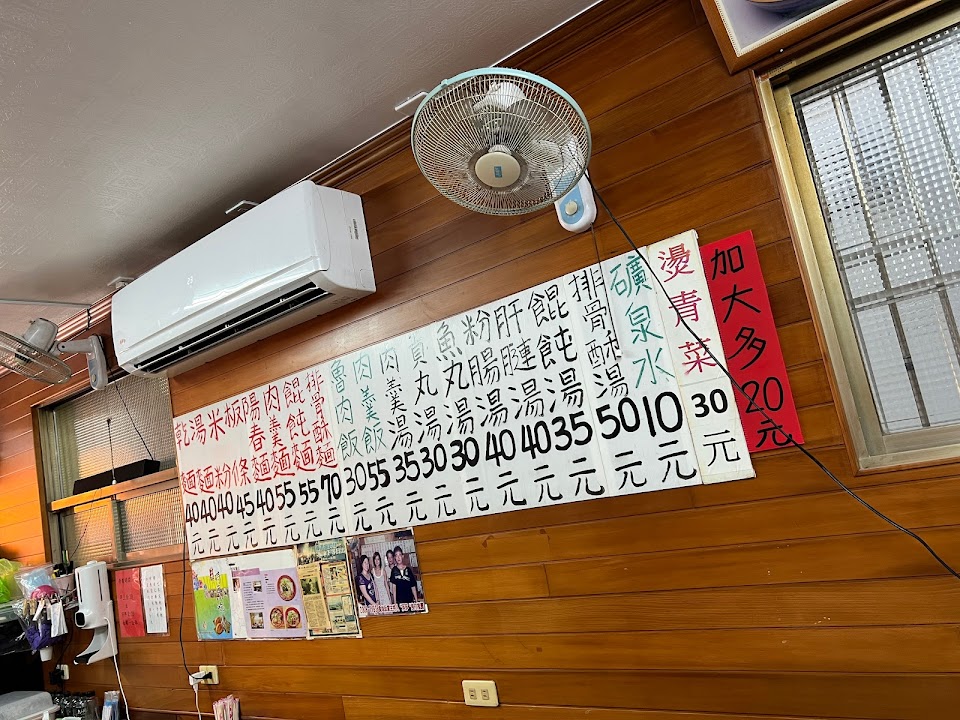 乾麵40元
湯麵40元
米粉40元
板條45元
陽春麵40元
肉羹麵55元
餛飩麵55元
排骨酥麵70元
魯肉飯30元
肉羹飯55元
肉羹湯35元
貢丸湯30元
魚丸湯30元
粉腸湯40元
肝膁湯40元
餛飩湯35元
排骨酥湯50元
礦泉水10元
燙青菜30元
加大多20元